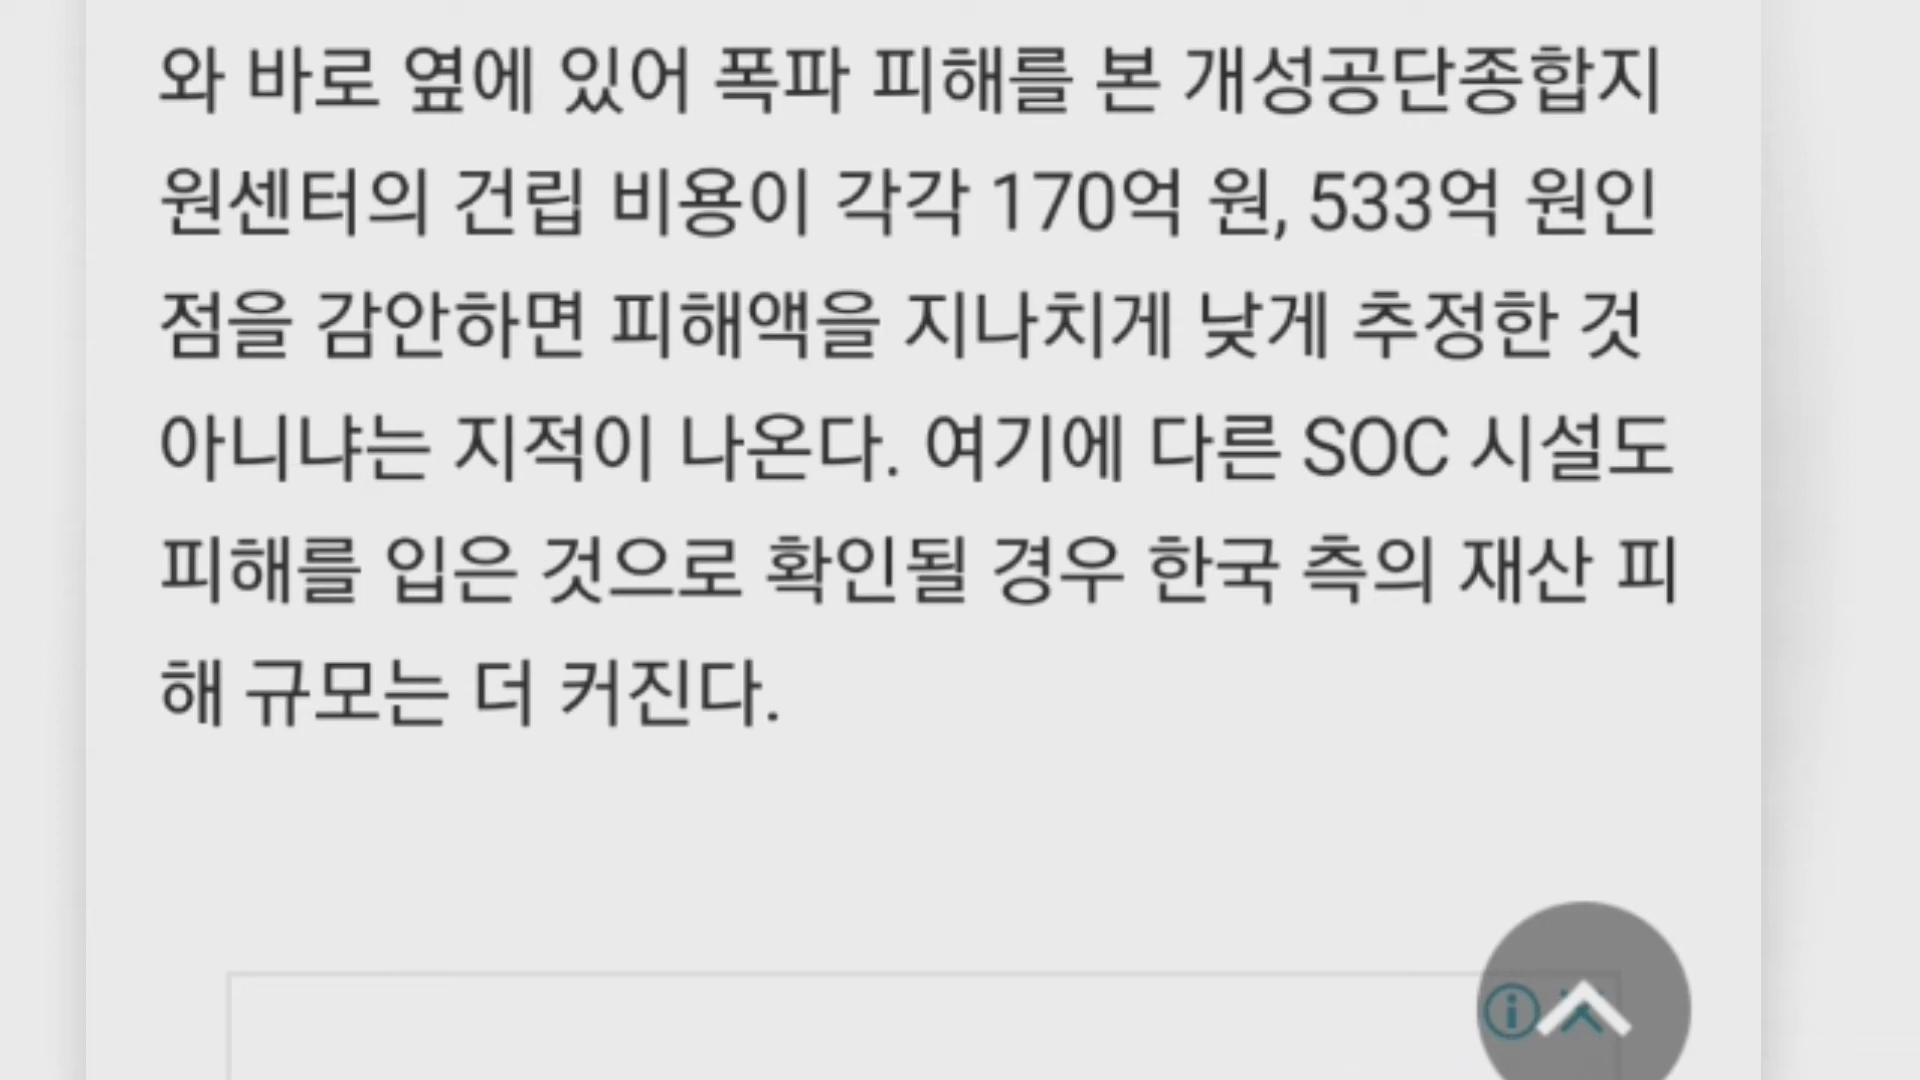 와 바로 옆에 있어 폭파 피해를 본 개성공단종합지
원센터의 건립 비용이 각각 170억 원, 533억 원인
점을 감안하면 피해액을 지나치게 낮게 추정한 것
아니냐는 지적이 나온다. 여기에 다른 SOC 시설도
피해를 입은 것으로 확인될 경우 한국 측의 재산 피
해 규모는 더 커진다.